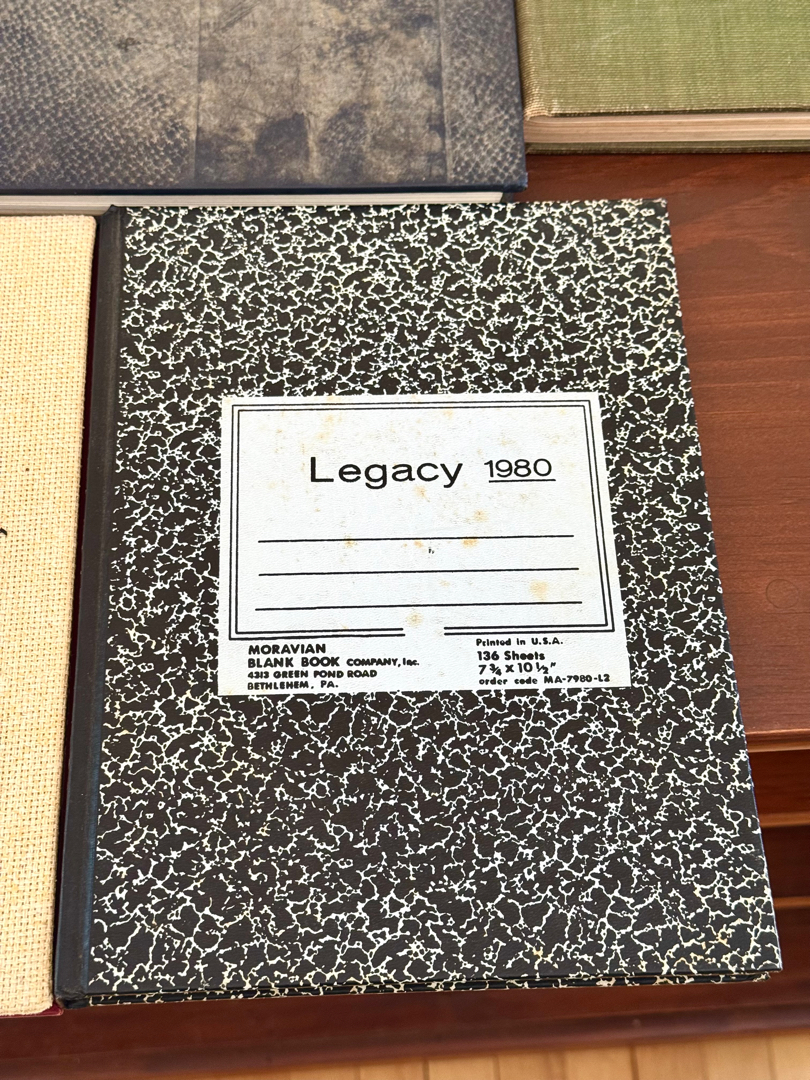 Legacy 1980
MORAVIAN
BLANK BOOK COMPANY, Inc.
4313 GREEN POND ROAD
BETHLEHEM, PA.
Printed in U.S.A.
136 Sheets
7 ¾ X 10 ½"
order code MA-7980-L2